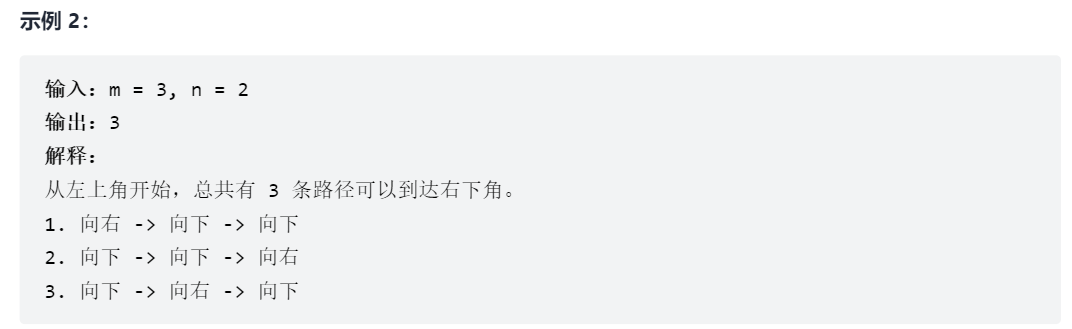 示例 2：
输入：m = 3, n = 2
输出：3
解释：
从左上角开始，总共有 3 条路径可以到达右下角。
1. 向右 -> 向下 -> 向下
2. 向下 -> 向下 -> 向右
3. 向下 -> 向右 -> 向下